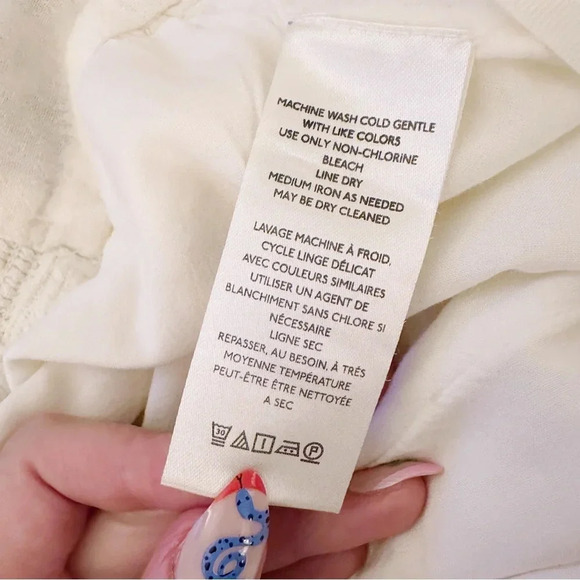 MACHINE WASH COLD GENTLE
WITH LIKE COLORS
USE ONLY NON-CHLORINE
BLEACH
LINE DRY
MEDIUM IRON AS NEEDED
MAY BE DRY CLEANED
LAVAGE MACHINE À FROID,
CYCLE LINGE DÉLICAT
AVEC COULEURS SIMILAIRES
UTILISER UN AGENT DE
BLANCHIMENT SANS CHLORE SI
NÉCESSAIRE
LIGNE SEC
REPASSER, AU BESOIN, À TRÉS
MOYENNE TEMPÉRATURE
PEUT-ÊTRE ÊTRE NETTOYÉE
A SEC
30 P